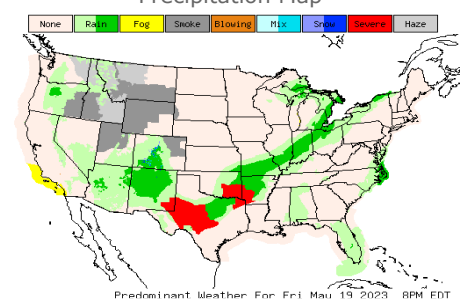 Precipitation Map
None Rain Fog Smoke Blowing Mix Snow Severe Haze
Predominant Weather For Fri May 19 2023 8PM EDT